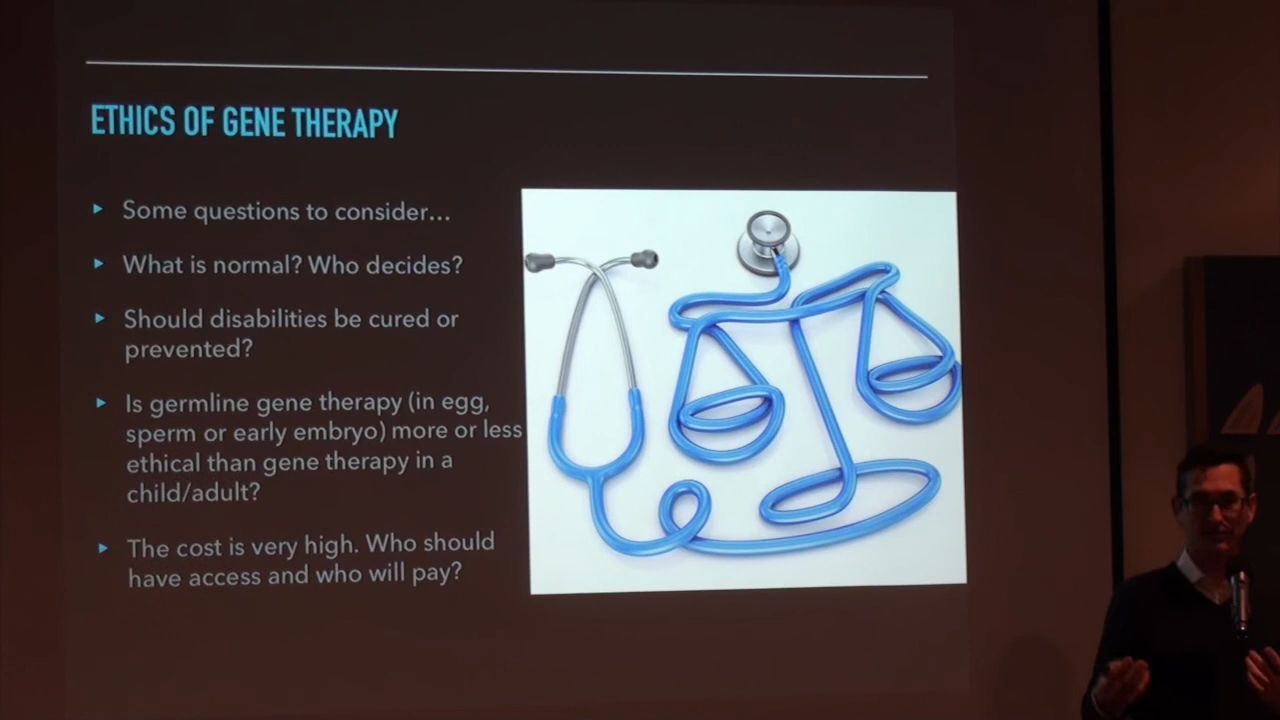 ETHICS OF GENE THERAPY
Some questions to consider...
What is normal? Who decides?
Should disabilities be cured or
prevented?
Is germline gene therapy (in egg,
sperm or early embryo) more or less
ethical than gene therapy in a
child/adult?
The cost is very high. Who should
have access and who will pay?